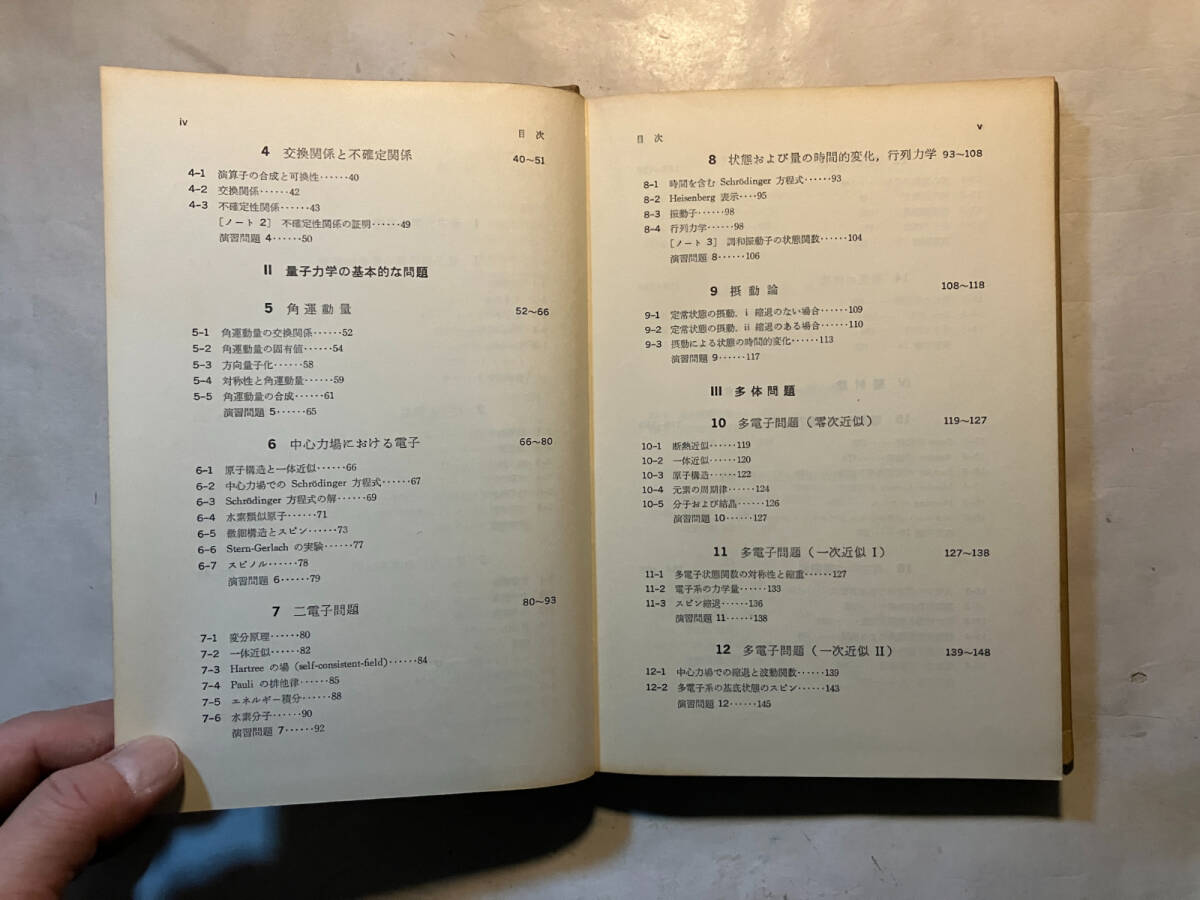 iv
目次
4 交換関係と不確定関係 40〜51
4-1 演算子の合成と可換性……40
4-2 交換関係……42
4-3 不確定性関係……43
［ノート 2］ 不確定性関係の証明……49
演習問題 4……50
II 量子力学の基本的な問題
5 角運動量 52〜66
5-1 角運動量の交換関係……52
5-2 角運動量の固有値……54
5-3 方向量子化……58
5-4 対称性と角運動量……59
5-5 角運動量の合成……61
演習問題 5……65
6 中心力場における電子 66〜80
6-1 原子構造と一体近似……66
6-2 中心力場での Schrödinger 方程式……67
6-3 Schrödinger 方程式の解……69
6-4 水素類似原子……71
6-5 微細構造とスピン……73
6-6 Stern-Gerlach の実験……77
6-7 スピノル……78
演習問題 6……79
7 二電子問題 80〜93
7-1 変分原理……80
7-2 一体近似……82
7-3 Hartree の場 (self-consistent-field)……84
7-4 Pauli の排他律……85
7-5 エネルギー積分……88
7-6 水素分子……90
演習問題 7……92
目次
v
8 状態および量の時間的変化，行列力学 93〜108
8-1 時間を含む Schrödinger 方程式……93
8-2 Heisenberg 表示……95
8-3 振動子……98
8-4 行列力学……98
［ノート 3］ 調和振動子の状態関数……104
演習問題 8……106
9 摂動論 108〜118
9-1 定常状態の摂動．i 縮退のない場合……109
9-2 定常状態の摂動．ii 縮退のある場合……110
9-3 摂動による状態の時間的変化……113
演習問題 9……117
III 多体問題
10 多電子問題（零次近似） 119〜127
10-1 断熱近似……119
10-2 一体近似……120
10-3 原子構造……122
10-4 元素の周期律……124
10-5 分子および結晶……126
演習問題 10……127
11 多電子問題（一次近似 I） 127〜138
11-1 多電子状態関数の対称性と縮重……127
11-2 電子系の力学量……133
11-3 スピン縮退……136
演習問題 11……138
12 多電子問題（一次近似 II） 139〜148
12-1 中心力場での縮退と波動関数……139
12-2 多電子系の基底状態のスピン……143
演習問題 12……145